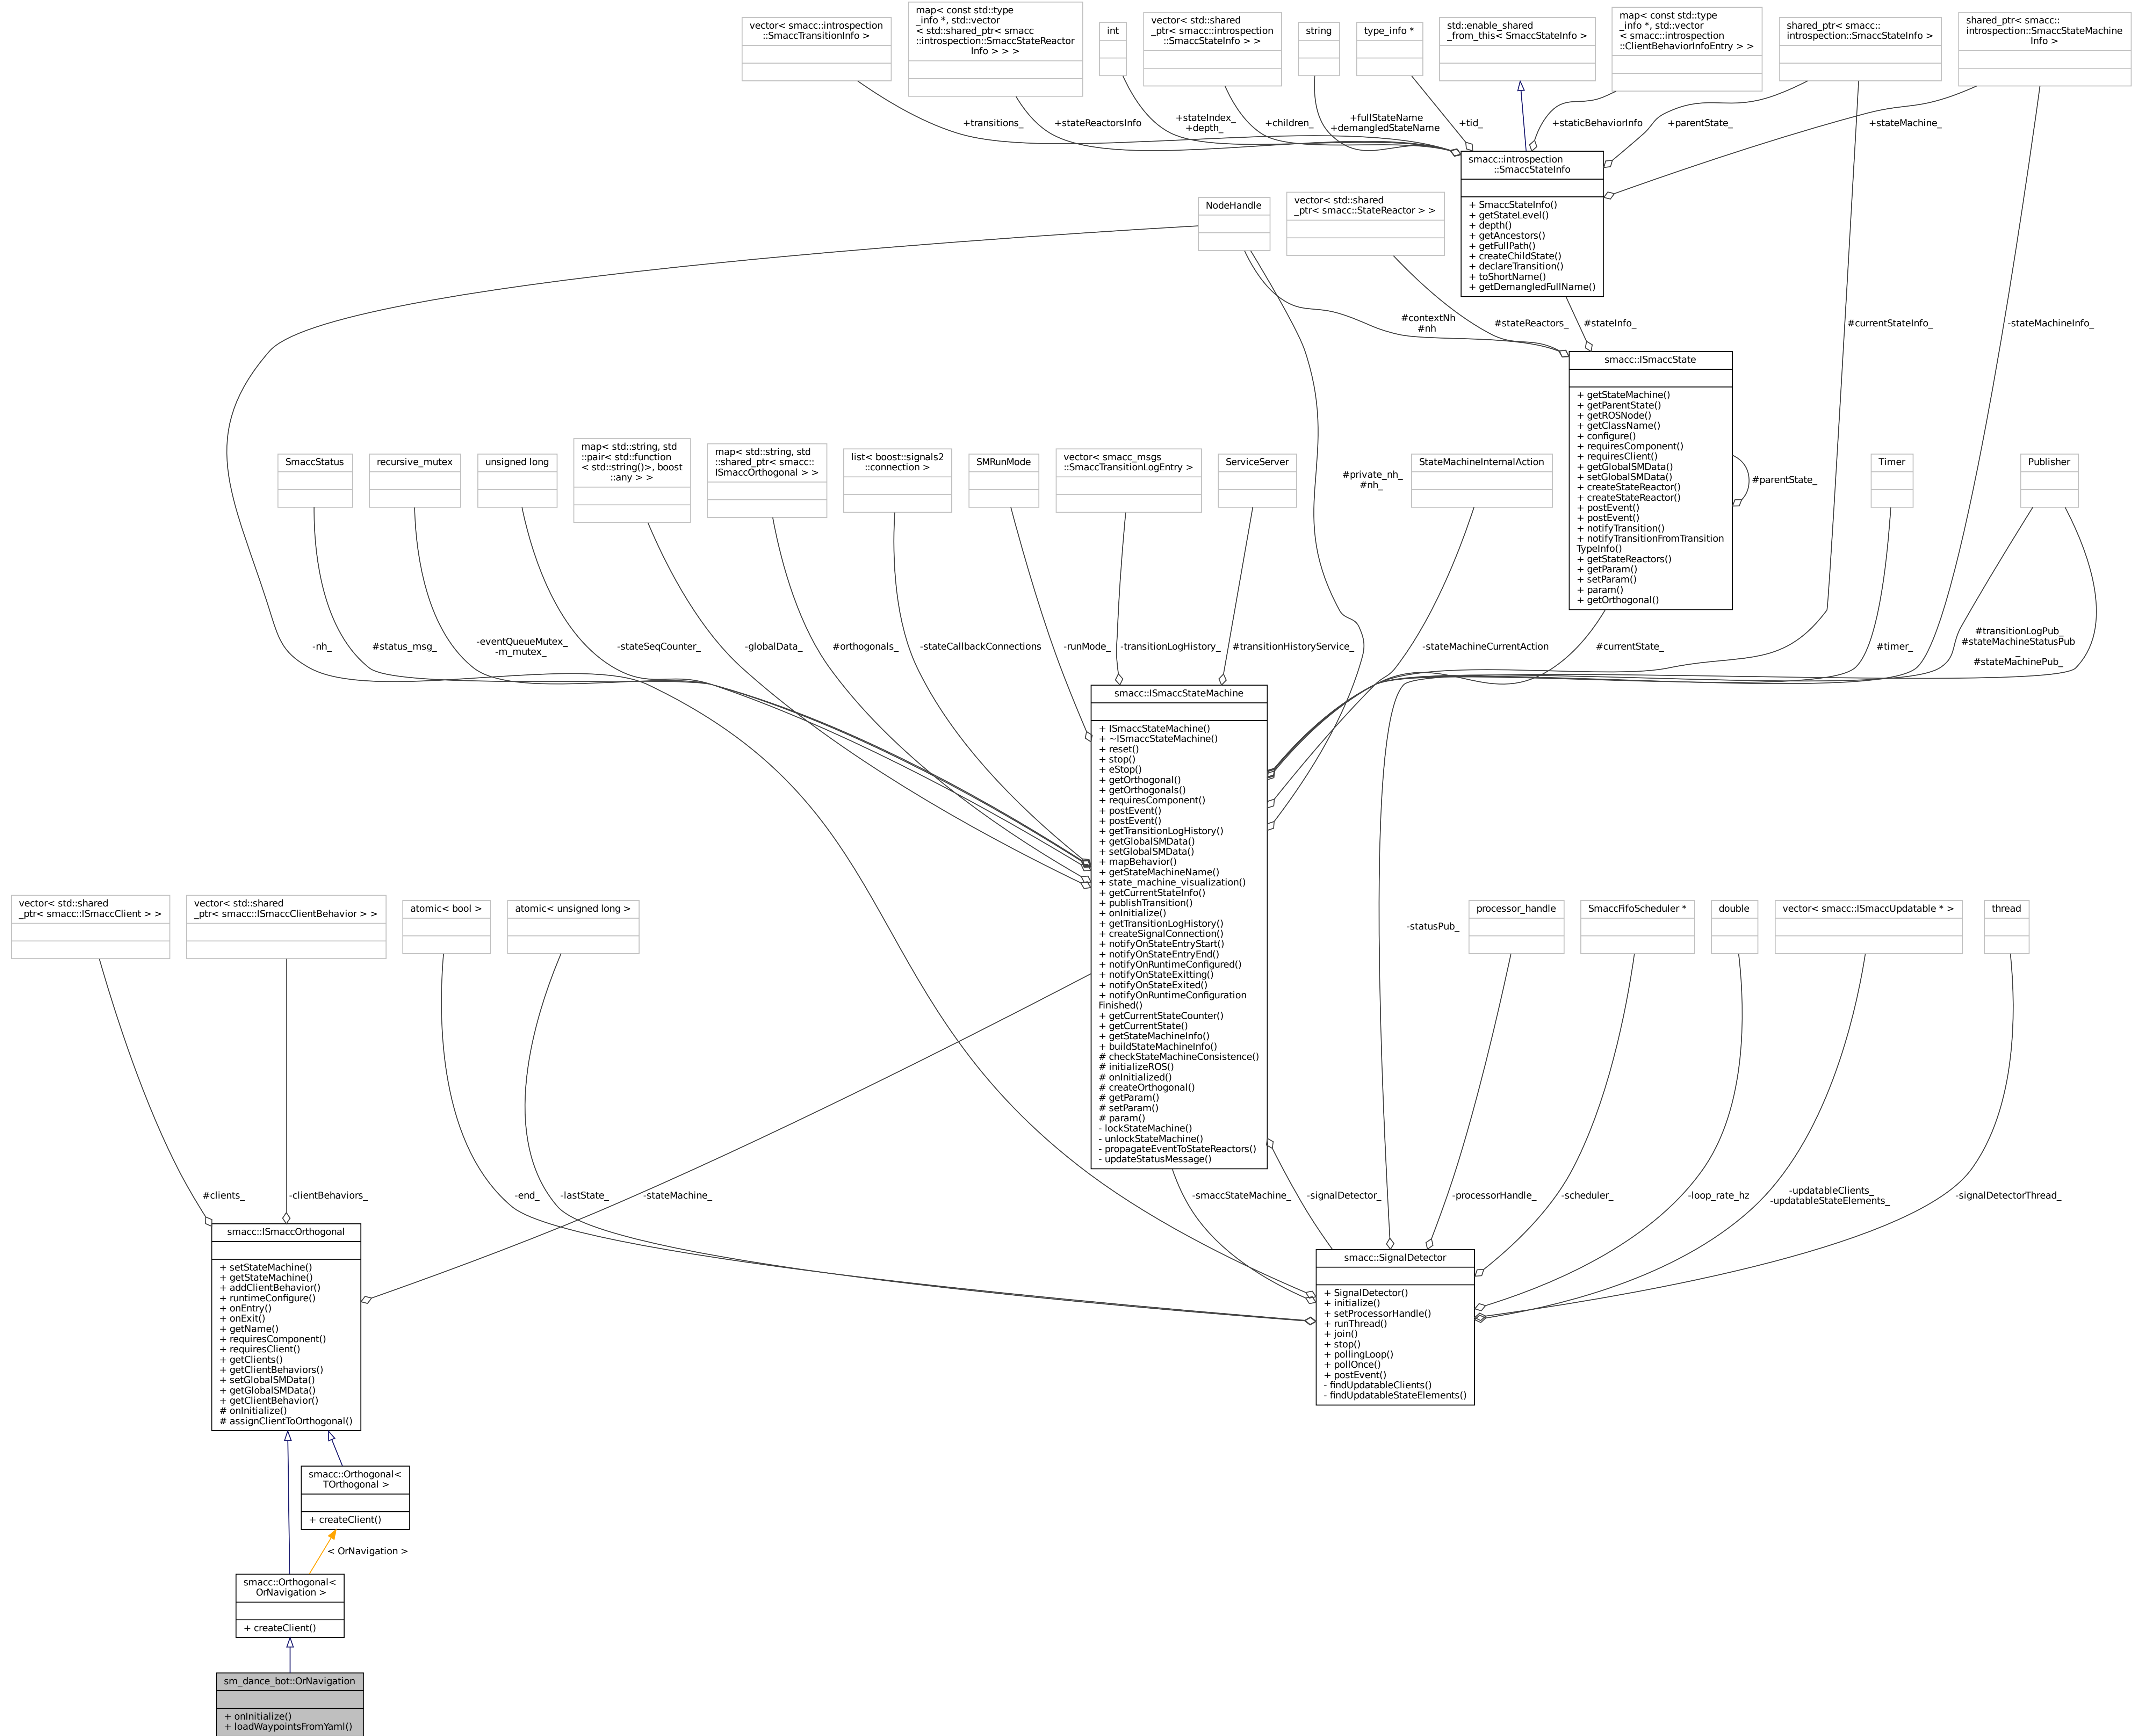 vector< smacc::introspection
::SmaccTransitionInfo >
map< const std::type
_info *, std::vector
< std::shared_ptr< smacc
::introspection::SmaccStateReactor
Info > > >
int
vector< std::shared
_ptr< smacc::introspection
::SmaccStateInfo > >
string
type_info *
std::enable_shared
_from_this< SmaccStateInfo >
map< const std::type
_info *, std::vector
< smacc::introspection
::ClientBehaviorInfoEntry > >
shared_ptr< smacc::
introspection::SmaccStateInfo >
shared_ptr< smacc::
introspection::SmaccStateMachine
Info >
+transitions_
+stateReactorsInfo
+stateIndex_
+depth_
+children_
+fullStateName
+demangledStateName
+tid_
+staticBehaviorInfo
+parentState_
+stateMachine_
smacc::introspection
::SmaccStateInfo
+ SmaccStateInfo()
+ getStateLevel()
+ depth()
+ getAncestors()
+ getFullPath()
+ createChildState()
+ declareTransition()
+ toShortName()
+ getDemangledFullName()
NodeHandle
vector< std::shared
_ptr< smacc::StateReactor > >
#contextNh
#nh
#stateReactors_
#stateInfo_
#currentStateInfo_
-stateMachineInfo_
smacc::ISmaccState
+ getStateMachine()
+ getParentState()
+ getROSNode()
+ getClassName()
+ configure()
+ requiresComponent()
+ requiresClient()
+ getGlobalSMData()
+ setGlobalSMData()
+ createStateReactor()
+ createStateReactor()
+ postEvent()
+ postEvent()
+ notifyTransition()
+ notifyTransitionFromTransition
TypeInfo()
+ getStateReactors()
+ getParam()
+ setParam()
+ param()
+ getOrthogonal()
#parentState_
SmaccStatus
recursive_mutex
unsigned long
map< std::string, std
::pair< std::function
< std::string()>, boost
::any > >
map< std::string, std
::shared_ptr< smacc::
ISmaccOrthogonal > >
list< boost::signals2
::connection >
SMRunMode
vector< smacc_msgs
::SmaccTransitionLogEntry >
ServiceServer
#private_nh_
#nh_
StateMachineInternalAction
Timer
Publisher
-nh_
#status_msg_
-eventQueueMutex_
-m_mutex_
-stateSeqCounter_
-globalData_
#orthogonals_
-stateCallbackConnections
-runMode_
-transitionLogHistory_
#transitionHistoryService_
-stateMachineCurrentAction
#currentState_
#timer_
#transitionLogPub_
#stateMachineStatusPub
_
#stateMachinePub_
smacc::ISmaccStateMachine
+ ISmaccStateMachine()
+ ~ISmaccStateMachine()
+ reset()
+ stop()
+ eStop()
+ getOrthogonal()
+ getOrthogonals()
+ requiresComponent()
+ postEvent()
+ postEvent()
+ getTransitionLogHistory()
+ getGlobalSMData()
+ setGlobalSMData()
+ mapBehavior()
+ getStateMachineName()
+ state_machine_visualization()
+ getCurrentStateInfo()
+ publishTransition()
+ onInitialize()
+ getTransitionLogHistory()
+ createSignalConnection()
+ notifyOnStateEntryStart()
+ notifyOnStateEntryEnd()
+ notifyOnRuntimeConfigured()
+ notifyOnStateExitting()
+ notifyOnStateExited()
+ notifyOnRuntimeConfiguration
Finished()
+ getCurrentStateCounter()
+ getCurrentState()
+ getStateMachineInfo()
+ buildStateMachineInfo()
# checkStateMachineConsistence()
# initializeROS()
# onInitialized()
# createOrthogonal()
# getParam()
# setParam()
# param()
- lockStateMachine()
- unlockStateMachine()
- propagateEventToStateReactors()
- updateStatusMessage()
vector< std::shared
_ptr< smacc::ISmaccClient > >
vector< std::shared
_ptr< smacc::ISmaccClientBehavior > >
atomic< bool >
atomic< unsigned long >
-statusPub_
processor_handle
SmaccFifoScheduler *
double
vector< smacc::ISmaccUpdatable * >
thread
#clients_
-clientBehaviors_
-end_
-lastState_
-stateMachine_
-smaccStateMachine_
-signalDetector_
-processorHandle_
-scheduler_
-loop_rate_hz
-updatableClients_
-updatableStateElements_
-signalDetectorThread_
smacc::ISmaccOrthogonal
+ setStateMachine()
+ getStateMachine()
+ addClientBehavior()
+ runtimeConfigure()
+ onEntry()
+ onExit()
+ getName()
+ requiresComponent()
+ requiresClient()
+ getClients()
+ getClientBehaviors()
+ setGlobalSMData()
+ getGlobalSMData()
+ getClientBehavior()
# onInitialize()
# assignClientToOrthogonal()
smacc::SignalDetector
+ SignalDetector()
+ initialize()
+ setProcessorHandle()
+ runThread()
+ join()
+ stop()
+ pollingLoop()
+ pollOnce()
+ postEvent()
- findUpdatableClients()
- findUpdatableStateElements()
smacc::Orthogonal<
TOrthogonal >
+ createClient()
< OrNavigation >
smacc::Orthogonal<
OrNavigation >
+ createClient()
sm_dance_bot::OrNavigation
+ onInitialize()
+ loadWaypointsFromYaml()